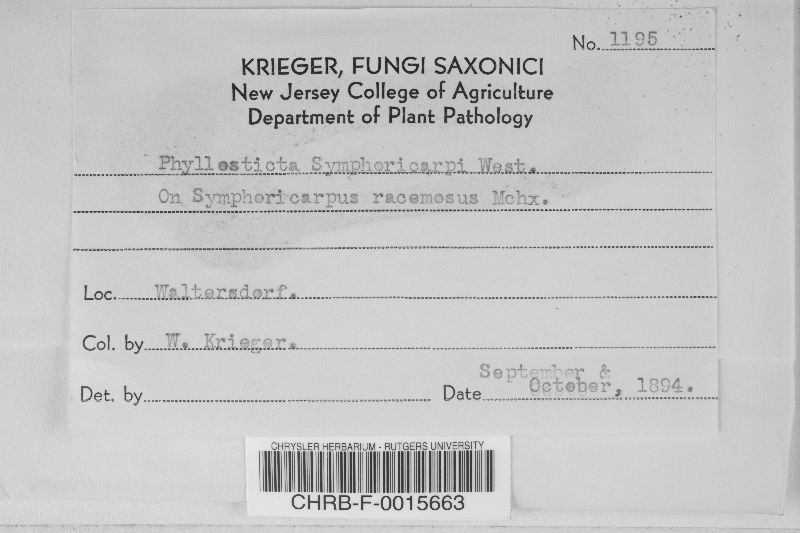 No. 1195
KRIEGER, FUNGI SAXONICI
New Jersey College of Agriculture
Department of Plant Pathology
Phyllosticta Symphoricarpi West.
On Symphoricarpus racemosus Mchx.
Loc. Waltersdorf.
Col. by W. Krieger.
September &
Det. by Date October, 1894.
CHRYSLER HERBARIUM - RUTGERS UNIVERSITY
CHRB-F-0015663